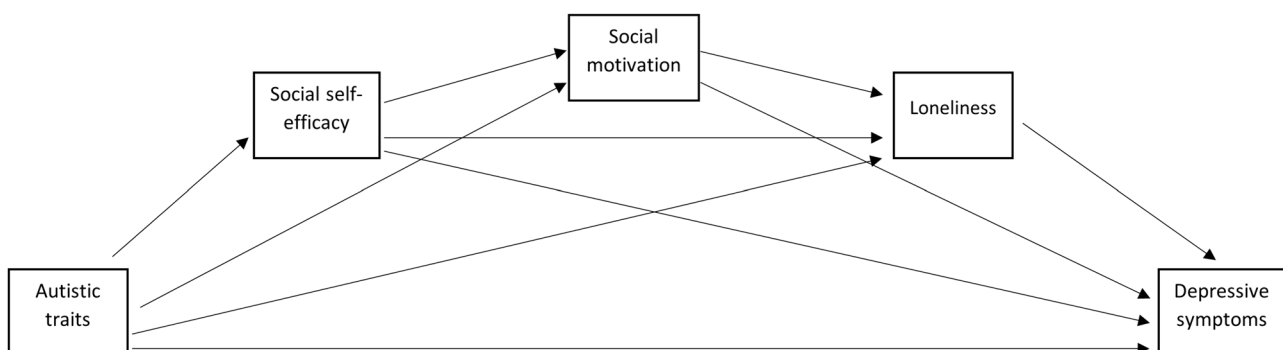 Social
motivation
Social self-
efficacy
Loneliness
Autistic
traits
Depressive
symptoms